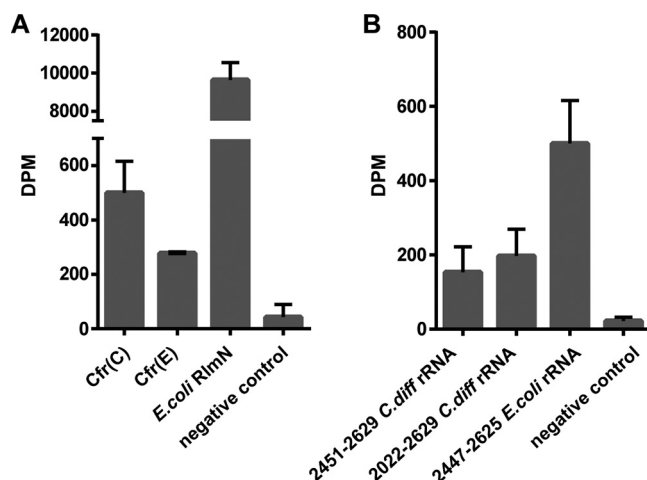 A
12000
10000
8000
600
400
200
0
DPM
Cfr(C)
Cfr(E)
E.coli RlmN
negative control
B
800
600
400
200
0
DPM
2451-2629 C.diff rRNA
2022-2629 C.diff rRNA
2447-2625 E.coli rRNA
negative control